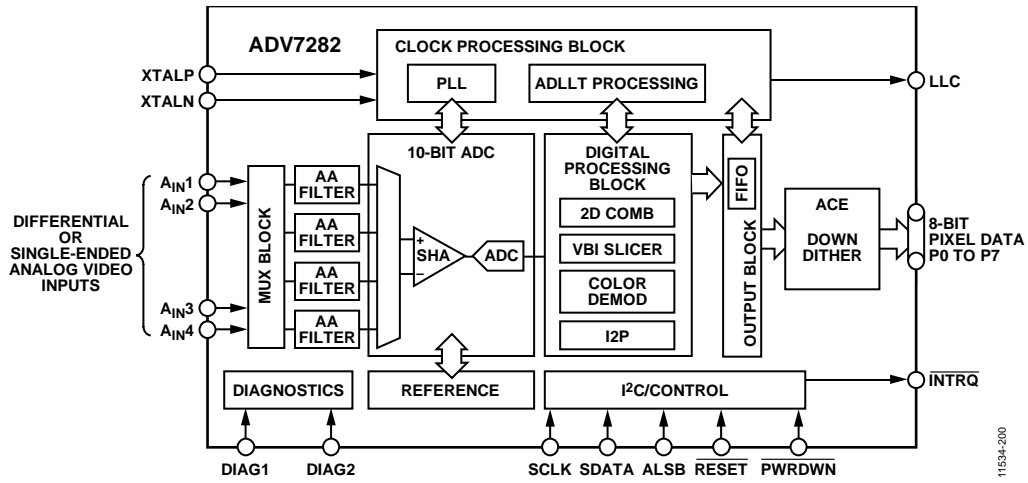 ADV7282
CLOCK PROCESSING BLOCK
XTALP
XTALN
PLL
ADLLT PROCESSING
LLC
10-BIT ADC
DIGITAL
PROCESSING
BLOCK
2D COMB
VBI SLICER
COLOR
DEMOD
I2P
DIFFERENTIAL
OR
SINGLE-ENDED
ANALOG VIDEO
INPUTS
AIN1
AIN2
AIN3
AIN4
MUX BLOCK
AA
FILTER
AA
FILTER
AA
FILTER
AA
FILTER
+
SHA
–
ADC
FIFO
OUTPUT BLOCK
ACE
DOWN
DITHER
8-BIT
PIXEL DATA
P0 TO P7
DIAGNOSTICS
REFERENCE
I2C/CONTROL
INTRQ
DIAG1
DIAG2
SCLK
SDATA
ALSB
RESET
PWRDWN
11534-200